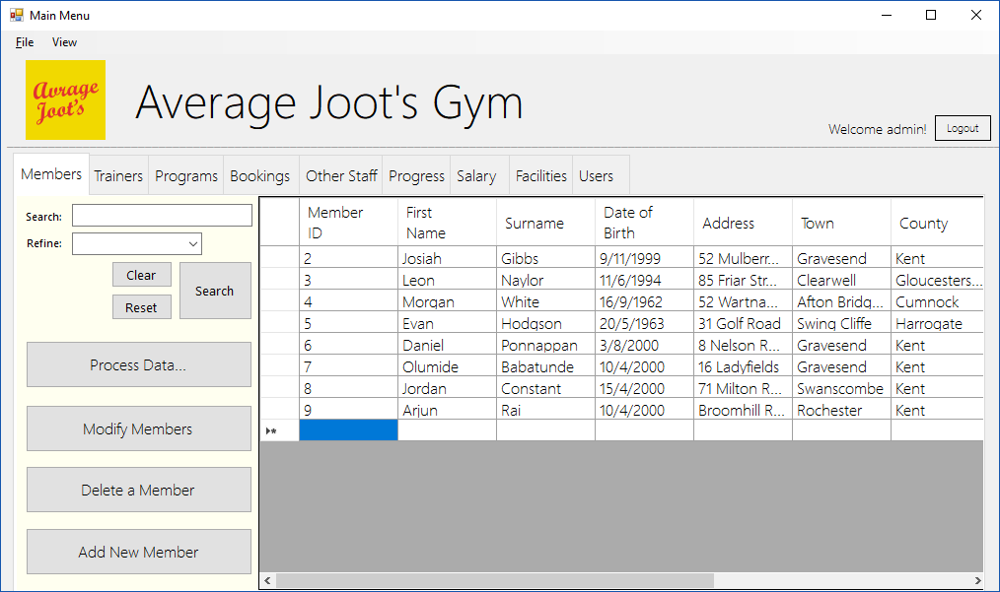 Main Menu
File View
Avrage
Joot's
Average Joot's Gym
Welcome admin! Logout
Members Trainers Programs Bookings Other Staff Progress Salary Facilities Users
Search:
Refine:
Clear
Reset
Search
Process Data...
Modify Members
Delete a Member
Add New Member
Member ID First Name Surname Date of Birth Address Town County
2 Josiah Gibbs 9/11/1999 52 Mulberr... Gravesend Kent
3 Leon Naylor 11/6/1994 85 Friar Str... Clearwell Gloucesters...
4 Morgan White 16/9/1962 52 Wartna... Afton Bridg... Cumnock
5 Evan Hodgson 20/5/1963 31 Golf Road Swing Cliffe Harrogate
6 Daniel Ponnappan 3/8/2000 8 Nelson R... Gravesend Kent
7 Olumide Babatunde 10/4/2000 16 Ladyfields Gravesend Kent
8 Jordan Constant 15/4/2000 71 Milton R... Swanscombe Kent
9 Arjun Rai 10/4/2000 Broomhill R... Rochester Kent